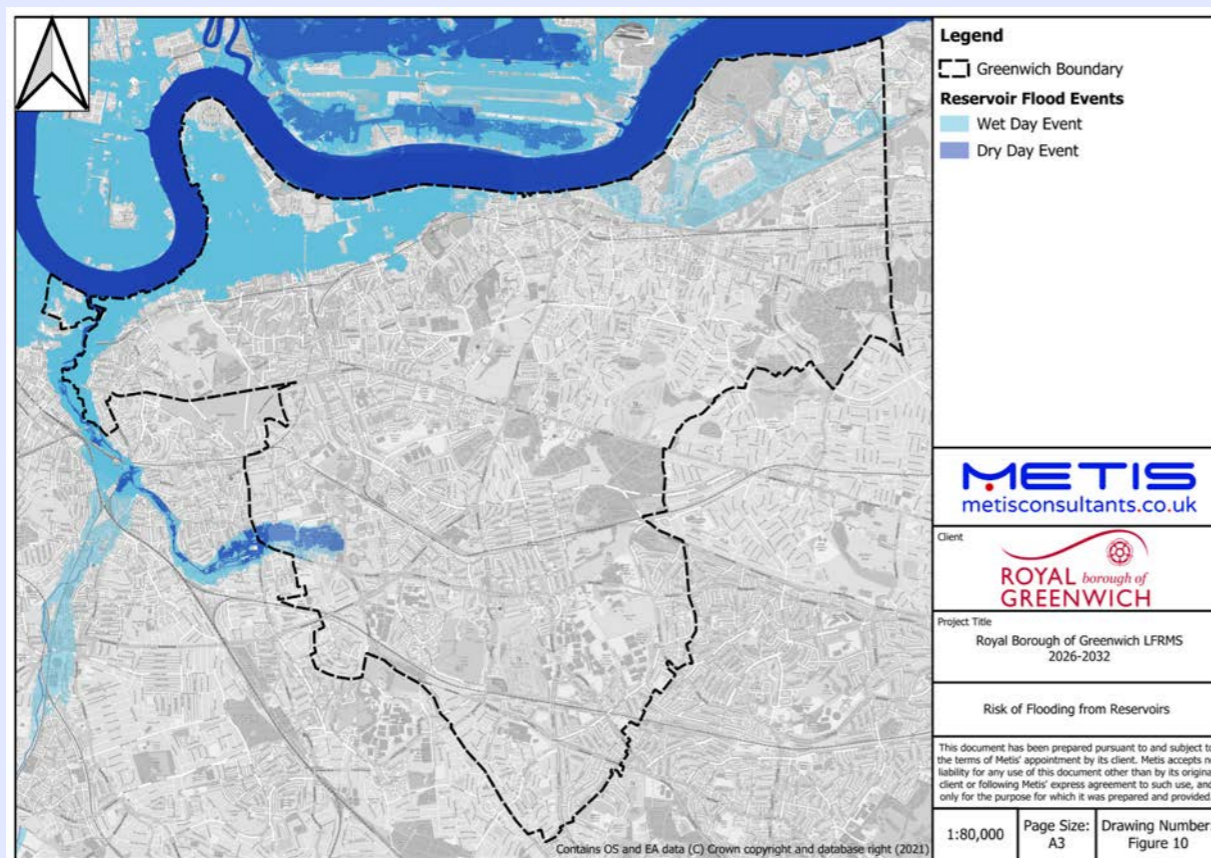 Legend
Greenwich Boundary
Reservoir Flood Events
Wet Day Event
Dry Day Event
METIS
metisconsultants.co.uk
Client
ROYAL borough of
GREENWICH
Project Title
Royal Borough of Greenwich LFRMS
2026-2032
Risk of Flooding from Reservoirs
This document has been prepared pursuant to and subject to
the terms of Metis' appointment by its client. Metis accepts no
liability for any use of this document other than by its original
client or following Metis' express agreement to such use, and
only for the purpose for which it was prepared and provided.
1:80,000
Page Size:
A3
Drawing Number:
Figure 10
Contains OS and EA data (C) Crown copyright and database right (2021)